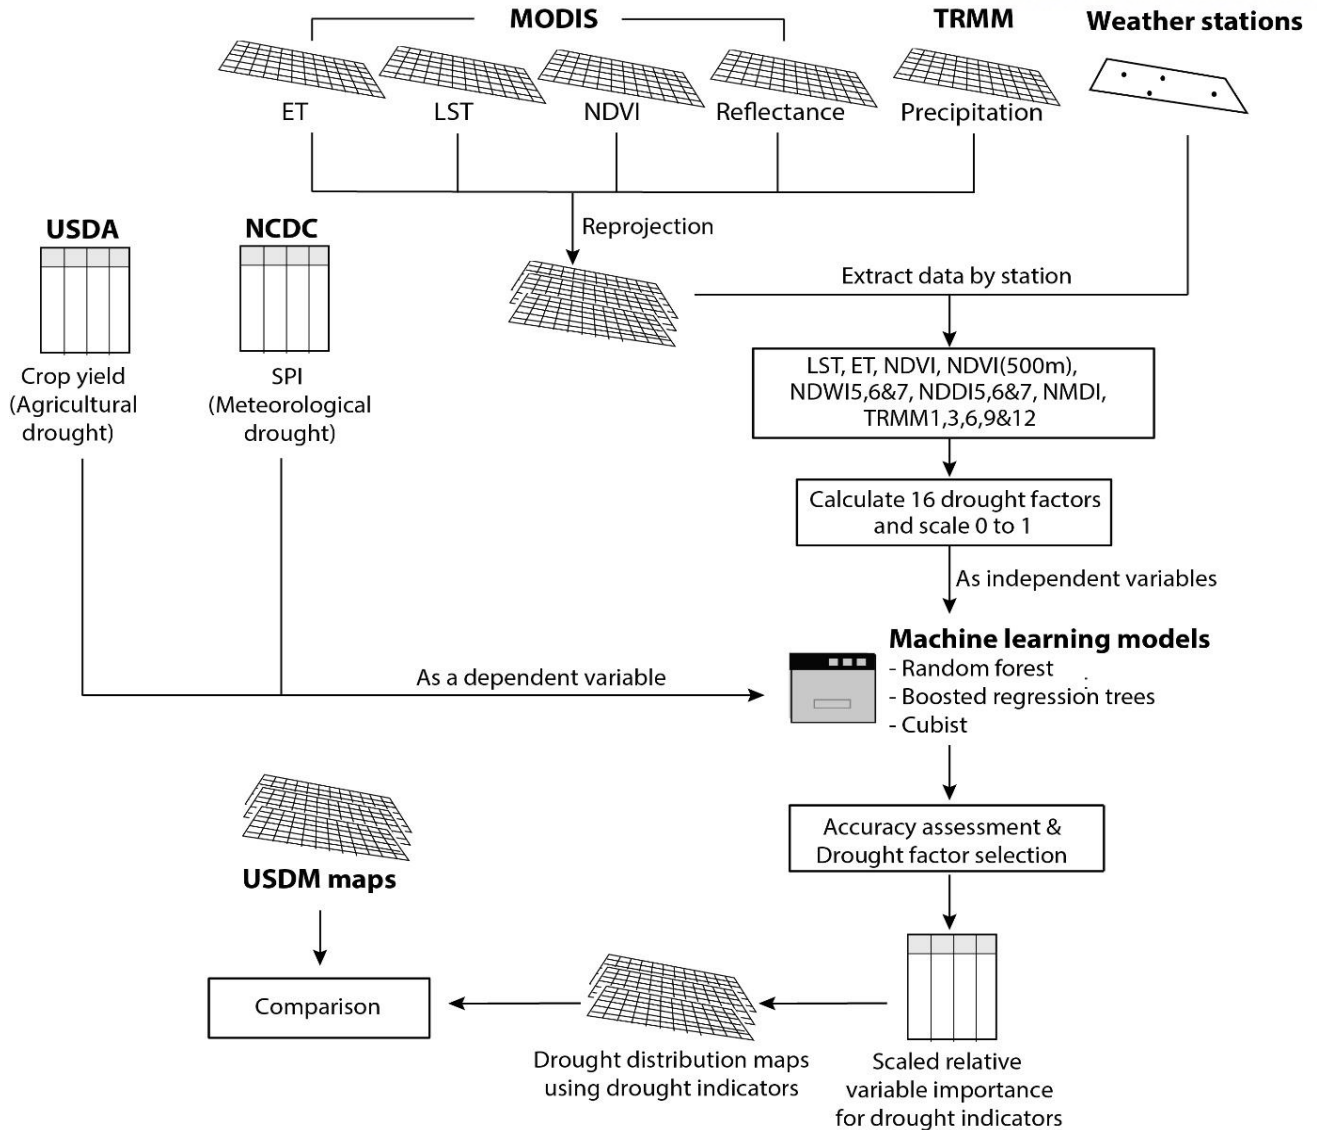 MODIS
TRMM
Weather stations
ET
LST
NDVI
Reflectance
Precipitation
Reprojection
USDA
NCDC
Extract data by station
Crop yield
(Agricultural
drought)
SPI
(Meteorological
drought)
LST, ET, NDVI, NDVI(500m),
NDWI5,6&7, NDDI5,6&7, NMDI,
TRMM1,3,6,9&12
Calculate 16 drought factors
and scale 0 to 1
As independent variables
Machine learning models
- Random forest
- Boosted regression trees
- Cubist
As a dependent variable
Accuracy assessment &
Drought factor selection
USDM maps
Comparison
Drought distribution maps
using drought indicators
Scaled relative
variable importance
for drought indicators